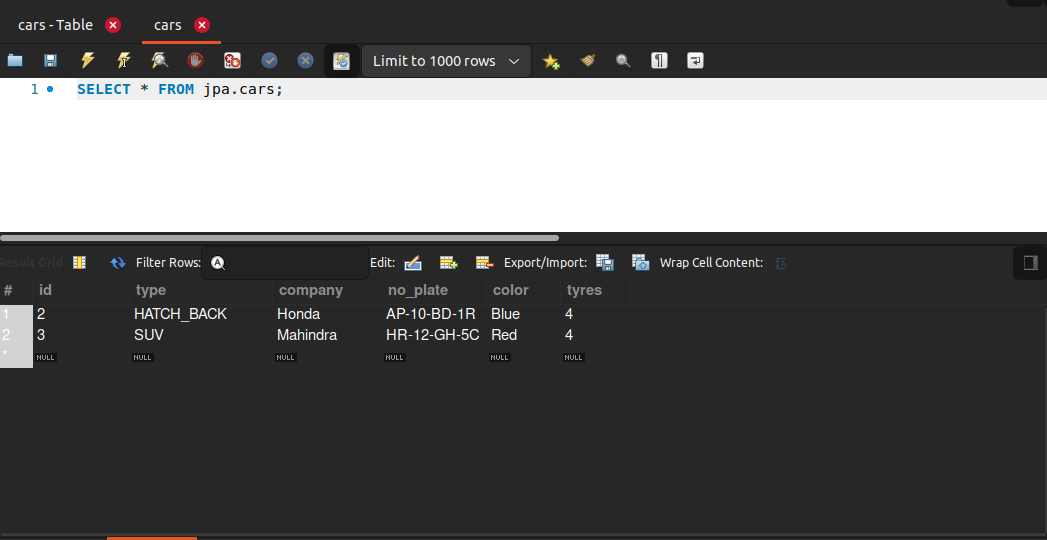 cars - Table cars
Limit to 1000 rows
1 SELECT * FROM jpa.cars;
Result Grid Filter Rows: Edit: Export/Import: Wrap Cell Content:
# id type company no_plate color tyres
1 2 HATCH_BACK Honda AP-10-BD-1R Blue 4
2 3 SUV Mahindra HR-12-GH-5C Red 4
* NULL NULL NULL NULL NULL NULL